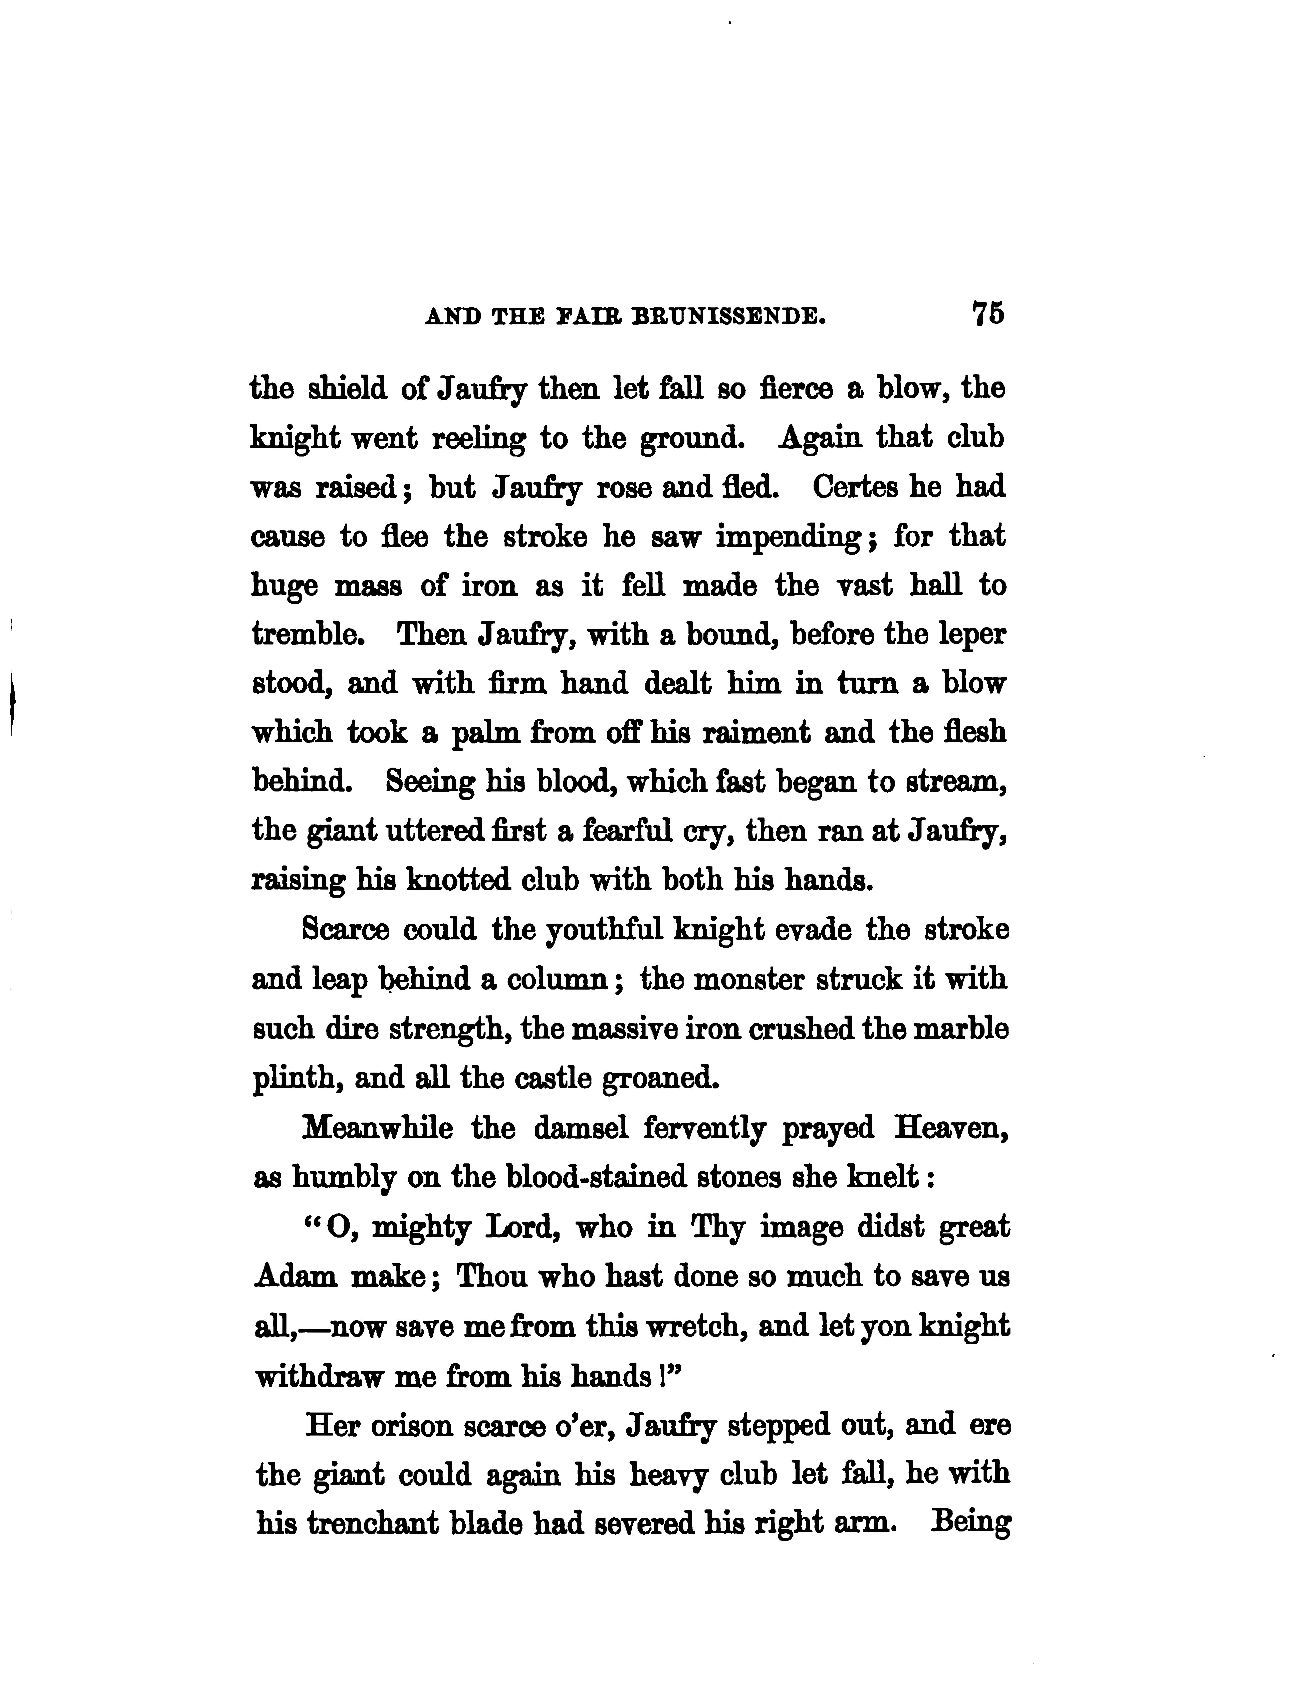 AND THE FAIR BRUNISSENDE. 75
the shield of Jaufry then let fall so fierce a blow, the
knight went reeling to the ground. Again that club
was raised; but Jaufry rose and fled. Certes he had
cause to flee the stroke he saw impending; for that
huge mass of iron as it fell made the vast hall to
tremble. Then Jaufry, with a bound, before the leper
stood, and with firm hand dealt him in turn a blow
which took a palm from off his raiment and the flesh
behind. Seeing his blood, which fast began to stream,
the giant uttered first a fearful cry, then ran at Jaufry,
raising his knotted club with both his hands.
Scarce could the youthful knight evade the stroke
and leap behind a column; the monster struck it with
such dire strength, the massive iron crushed the marble
plinth, and all the castle groaned.
Meanwhile the damsel fervently prayed Heaven,
as humbly on the blood-stained stones she knelt:
“O, mighty Lord, who in Thy image didst great
Adam make; Thou who hast done so much to save us
all,—now save me from this wretch, and let yon knight
withdraw me from his hands!”
Her orison scarce o’er, Jaufry stepped out, and ere
the giant could again his heavy club let fall, he with
his trenchant blade had severed his right arm. Being